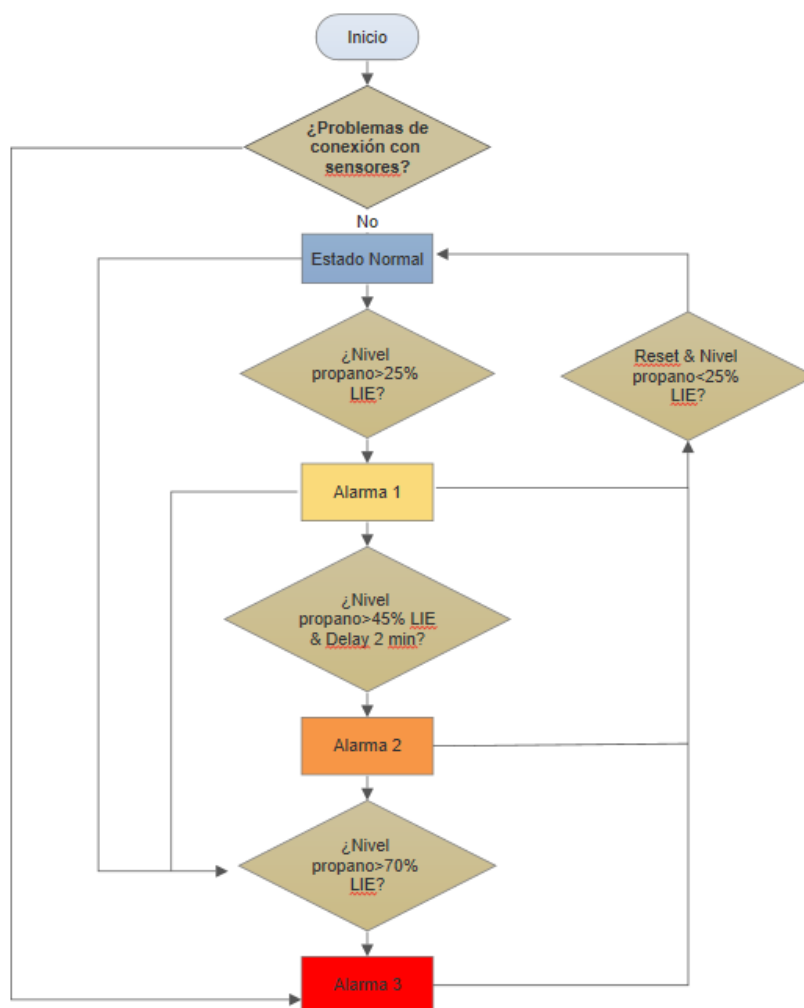 Inicio
¿Problemas de
conexión con
sensores?
No
Estado Normal
¿Nivel
propano>25%
LIE?
Reset & Nivel
propano<25%
LIE?
Alarma 1
¿Nivel
propano>45% LIE
& Delay 2 min?
Alarma 2
¿Nivel
propano>70%
LIE?
Alarma 3